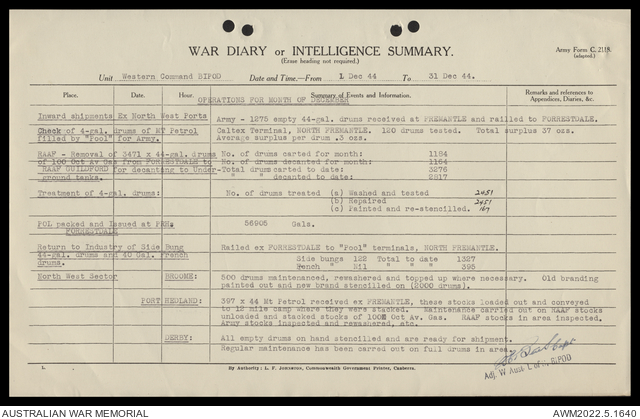 WAR DIARY or INTELLIGENCE SUMMARY.
(Erase heading not required.)
Army Form C. 2118.
(adapted.)
Unit Western Command BIPOD Date and Time.—From 1 Dec 44 To 31 Dec 44.
Place. Date. Hour. Summary of Events and Information. Remarks and references to Appendices, Diaries, &c.
OPERATIONS FOR MONTH OF DECEMBER
Inward shipments Ex North West Ports Army - 1275 empty 44-gal. drums received at FREMANTLE and railled to FORRESTDALE.
Check of 4-gal. drums of MT Petrol Caltex Terminal, NORTH FREMANTLE. 120 drums tested. Total surplus 37 ozs.
filled by "Pool" for Army. Average surplus per drum .3 ozs.
RAAF - Removal of 3471 x 44-gal. drums No. of drums carted for month: 1184
of 100 Oct Av Gas from FORRESTDALE to No. of drums decanted for month: 1164
RAAF GUILDFORD for decanting to Under- Total drum carted to date: 3276
ground tanks. " " decanted to date: 2817
Treatment of 4-gal. drums: No. of drums treated (a) Washed and tested 2451
(b) Repaired 2451
(c) Painted and re-stencilled. 167
POL packed and Issued at PEM: 56905 Gals.
FORRESTDALE
Return to Industry of Side Bung Railed ex FORRESTDALE to "Pool" terminals, NORTH FREMANTLE.
44-gal. drums and 40 Gal. French Side bungs 122 Total to date 1327
drums. French " Nil " " 395
North West Sector BROOME: 500 drums maintained, rewashered and topped up where necessary. Old branding
painted out and new brand stencilled on (2000 drums).
PORT HEDLAND: 397 x 44 Mt Petrol received ex FREMANTLE, these stocks loaded out and conveyed
to 12 mile camp where they were stacked. Maintenance carried out on RAAF stocks
unloaded and stacked stocks of 100 Oct Av. Gas. RAAF stocks in area inspected.
Army stocks inspected and rewashered, etc.
DERBY: All empty drums on hand stencilled and are ready for shipment.
Regular maintenance has been carried out on full drums in area.
Adj. W. Aust. L of C. BIPOD
By Authority: L. F. Johnston, Commonwealth Government Printer, Canberra.
AUSTRALIAN WAR MEMORIAL
AWM2022.5.1640